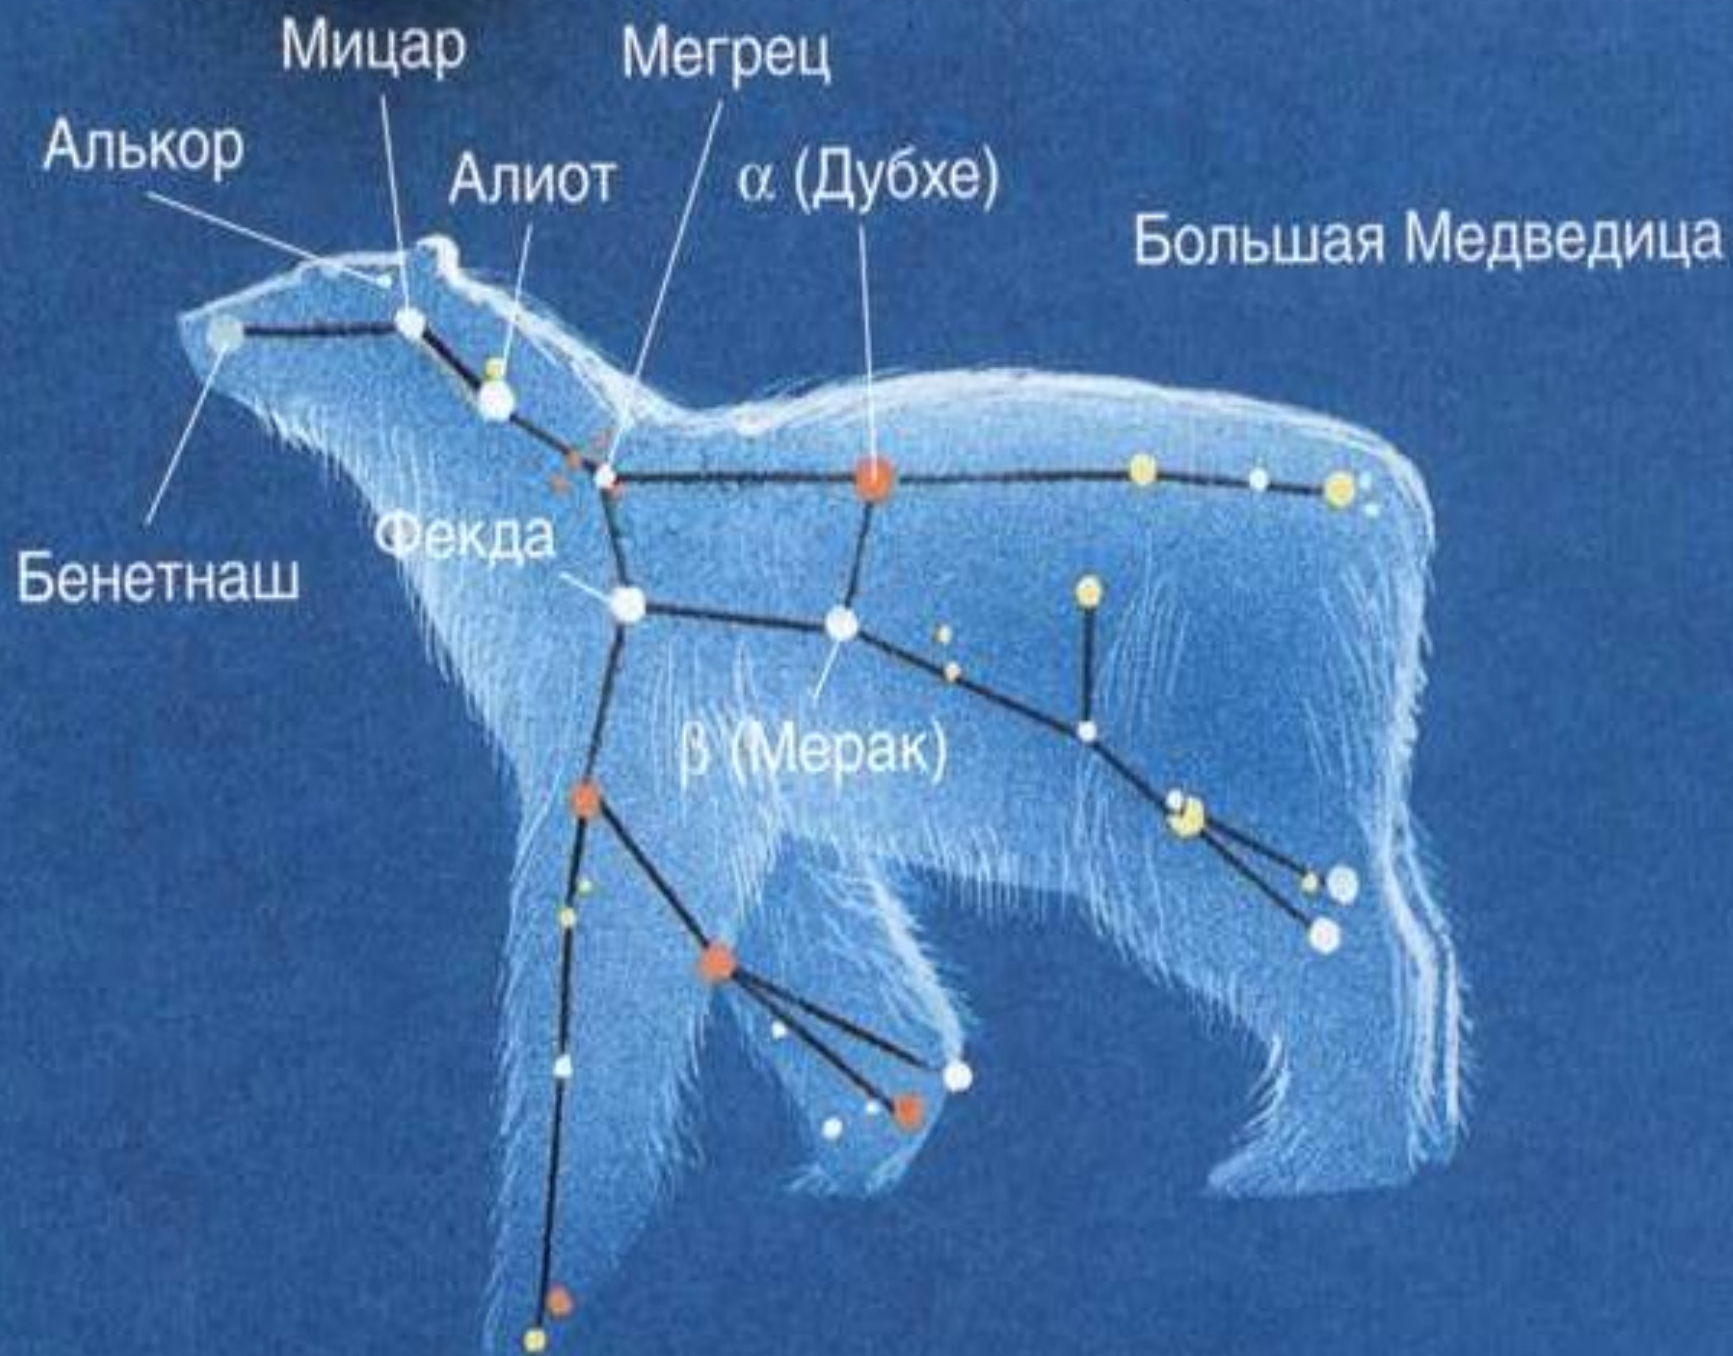 Мицар
Мегрец
Алькор
Алиот
α (Дубхе)
Большая Медведица
Фекда
Бенетнаш
β (Мерак)